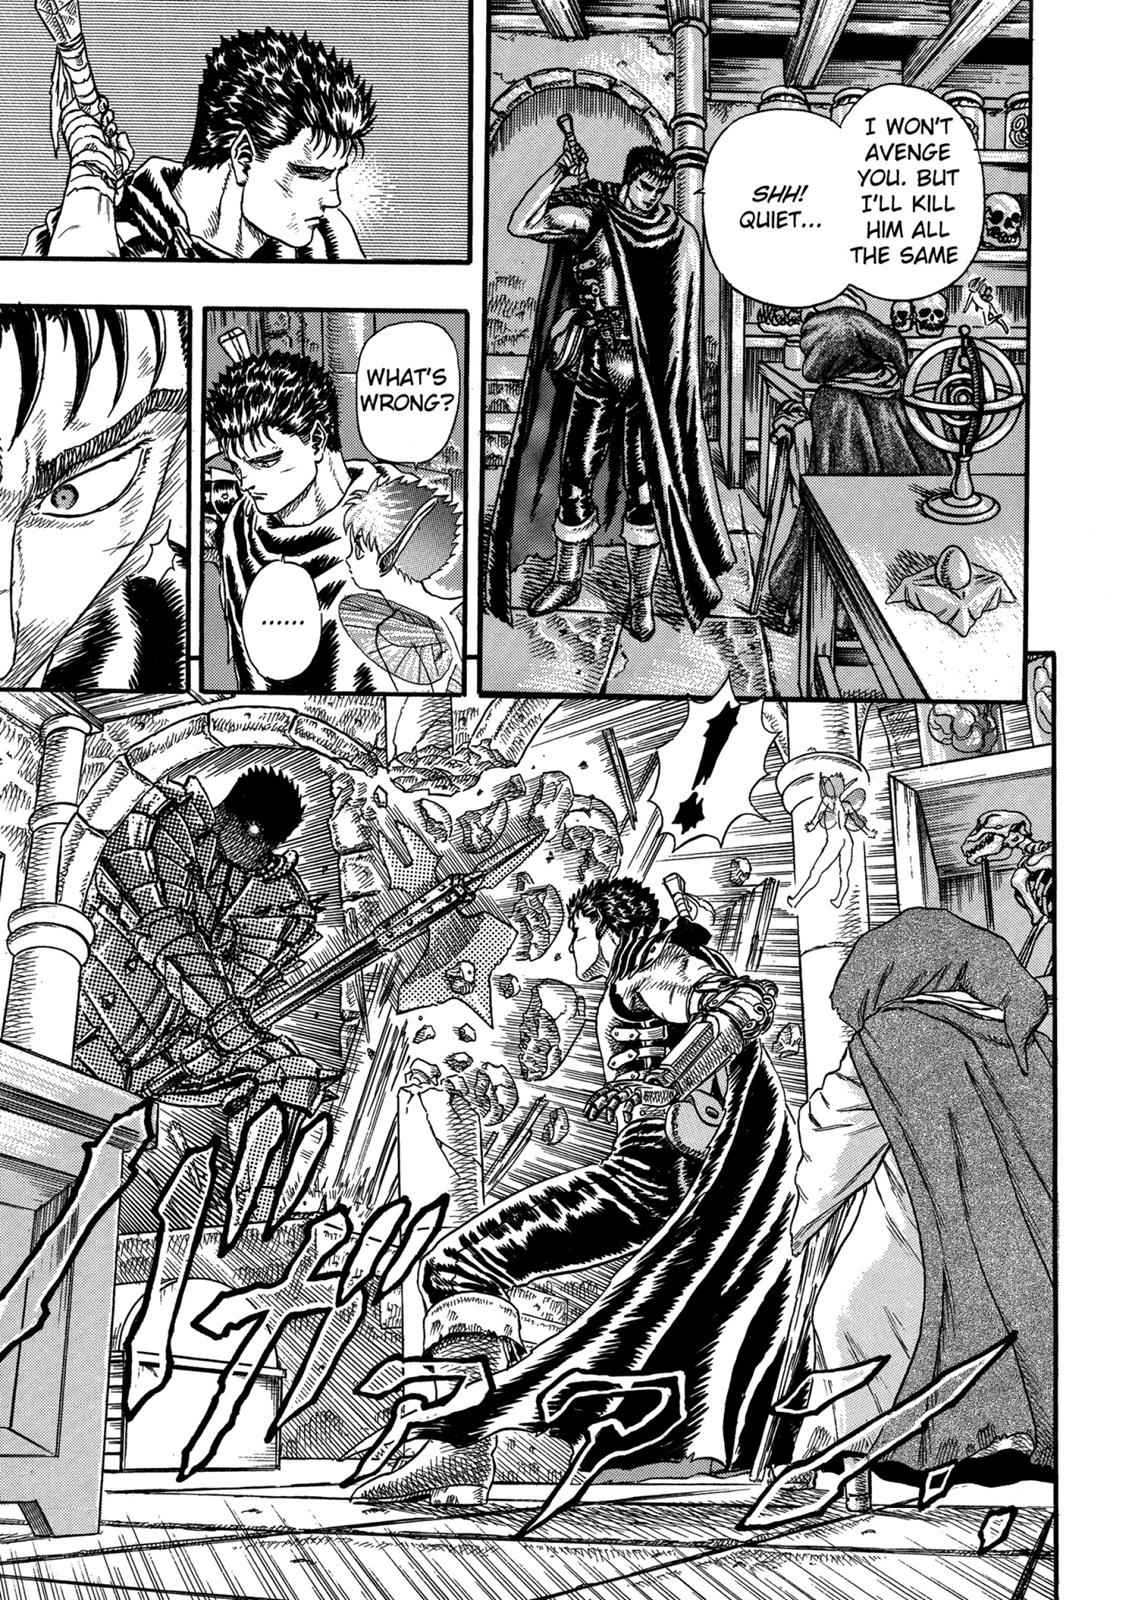 I WON'T
AVENGE
YOU. BUT
I'LL KILL
HIM ALL
THE SAME
SHH!
QUIET...
WHAT'S
WRONG?
......
!